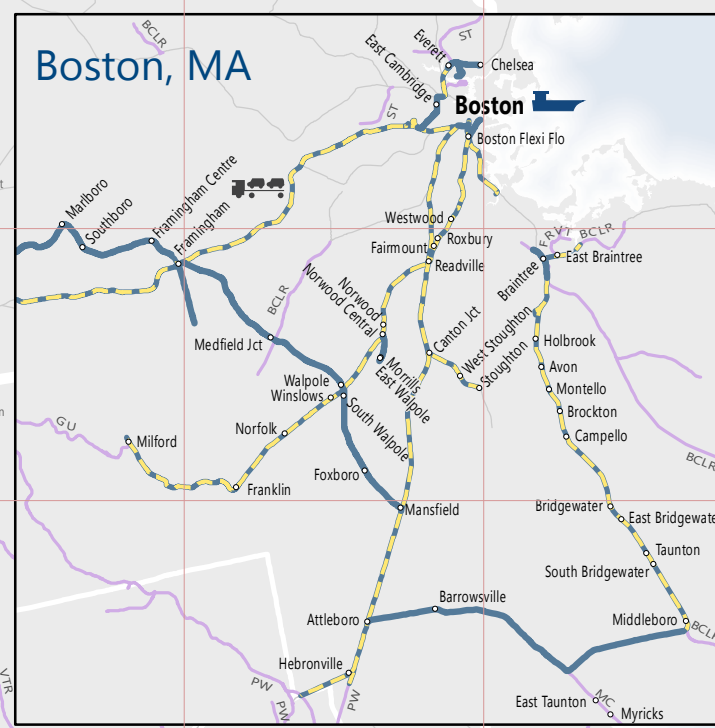 Boston, MA
BCLR
ST
Everett
Chelsea
East Cambridge
ST
Boston
Boston Flexi Flo
Marlboro
Southboro
Framingham Centre
Framingham
Westwood
Roxbury
Fairmount
Readville
FRVT
BCLR
East Braintree
Braintree
BCLR
Norwood
Norwood Central
Medfield Jct
Canton Jct
West Stoughton
Stoughton
Holbrook
Morrills
East Walpole
Avon
Walpole
Winslows
South Walpole
Montello
Brockton
GU
Milford
Norfolk
Campello
BCLR
Foxboro
Franklin
Mansfield
Bridgewater
East Bridgewate
Taunton
South Bridgewater
Barrowsville
Attleboro
Middleboro
BCLR
Hebronville
VTR
PW
PW
PW
MC
East Taunton
Myricks